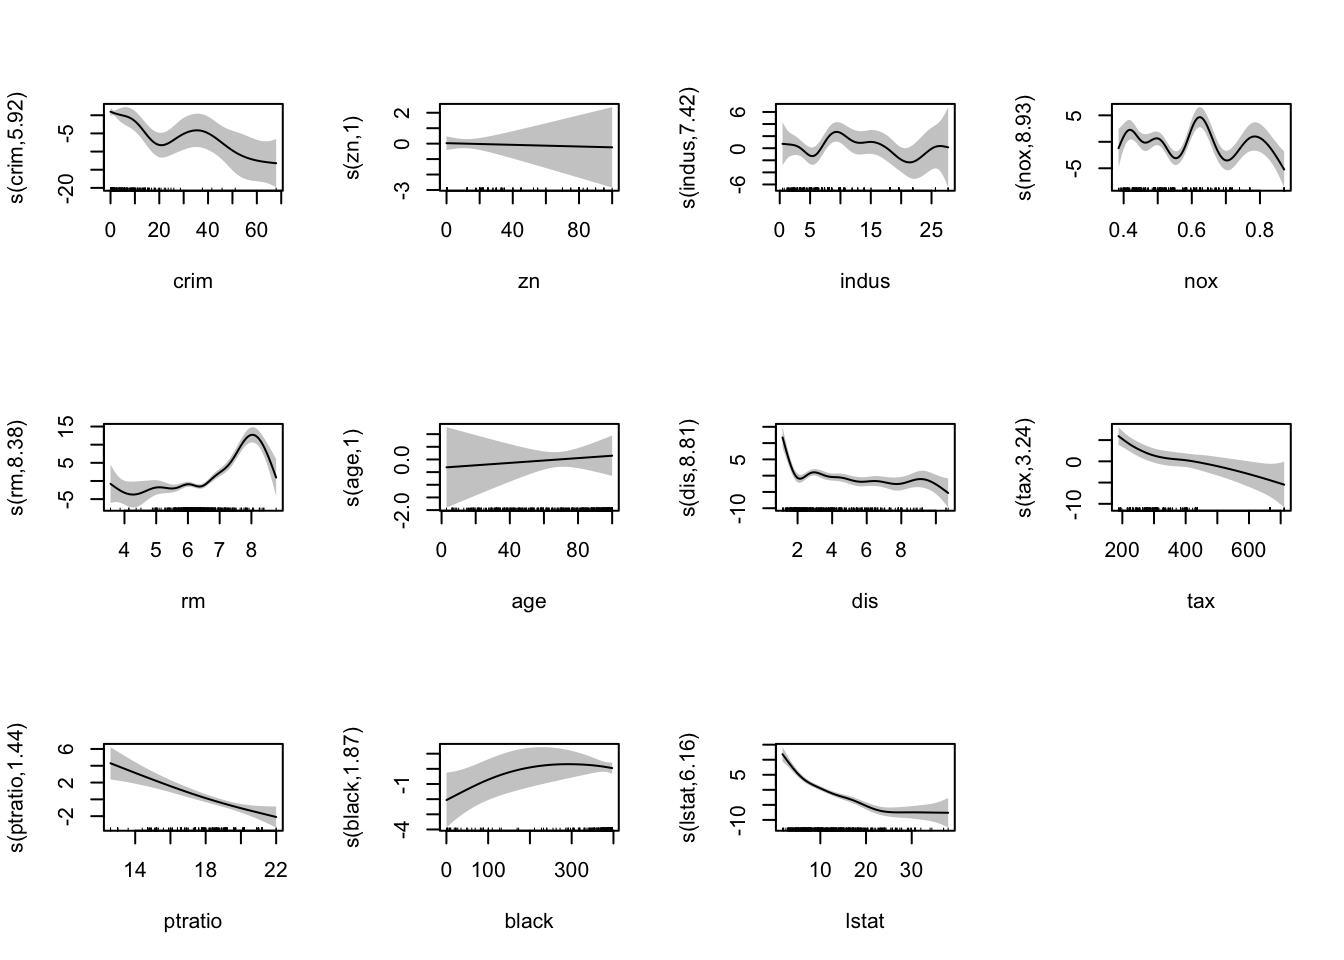 s(crim,5.92)
-20 -5
0 20 40 60
crim
s(zn,1)
-3 0 2
0 40 80
zn
s(indus,7.42)
-6 0 6
0 5 15 25
indus
s(nox,8.93)
-5 5
0.4 0.6 0.8
nox
s(rm,8.38)
-5 5 15
4 5 6 7 8
rm
s(age,1)
-2.0 0.0
0 40 80
age
s(dis,8.81)
-10 5
2 4 6 8
dis
s(tax,3.24)
-10 0
200 400 600
tax
s(ptratio,1.44)
-2 2 6
14 18 22
ptratio
s(black,1.87)
-4 -1
0 100 300
black
s(lstat,6.16)
-10 5
10 20 30
lstat